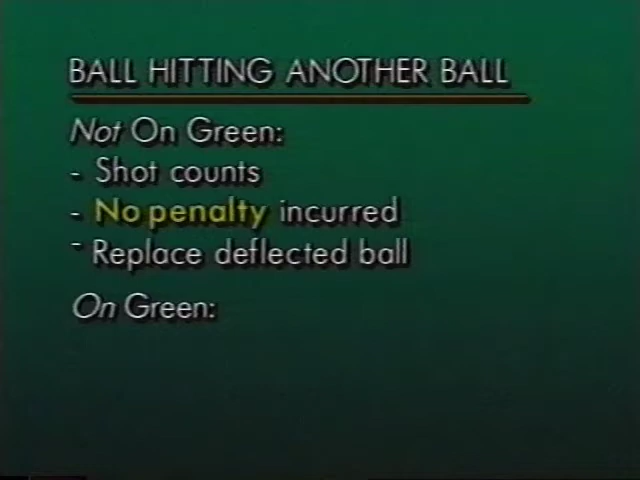 BALL HITTING ANOTHER BALL
Not On Green:
- Shot counts
- No penalty incurred
- Replace deflected ball
On Green: